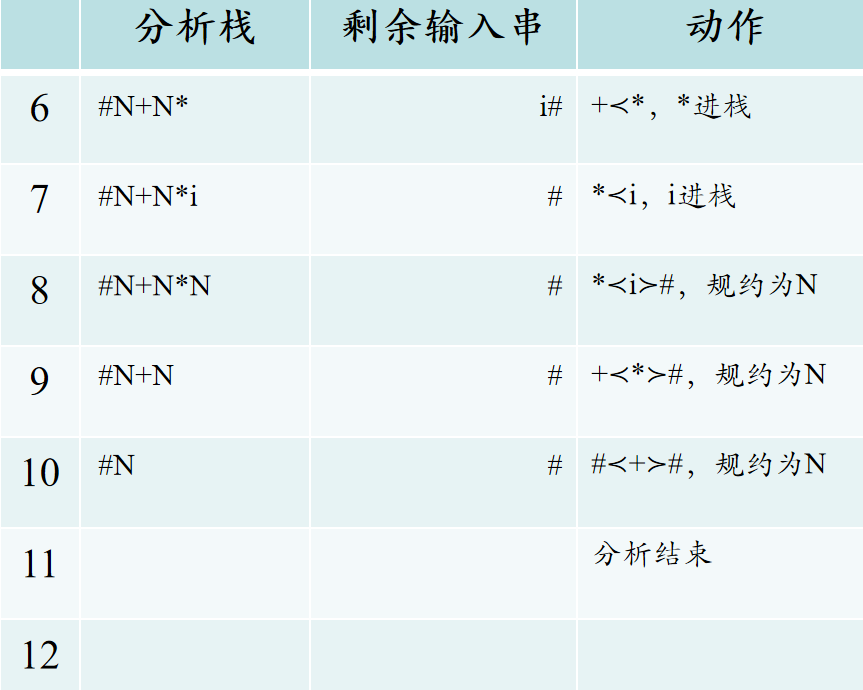 分析栈 剩余输入串 动作
6 #N+N* i# +≺*，*进栈
7 #N+N*i # *≺i，i进栈
8 #N+N*N # *≺i≻#，规约为N
9 #N+N # +≺*≻#，规约为N
10 #N # #≺+≻#，规约为N
11 分析结束
12